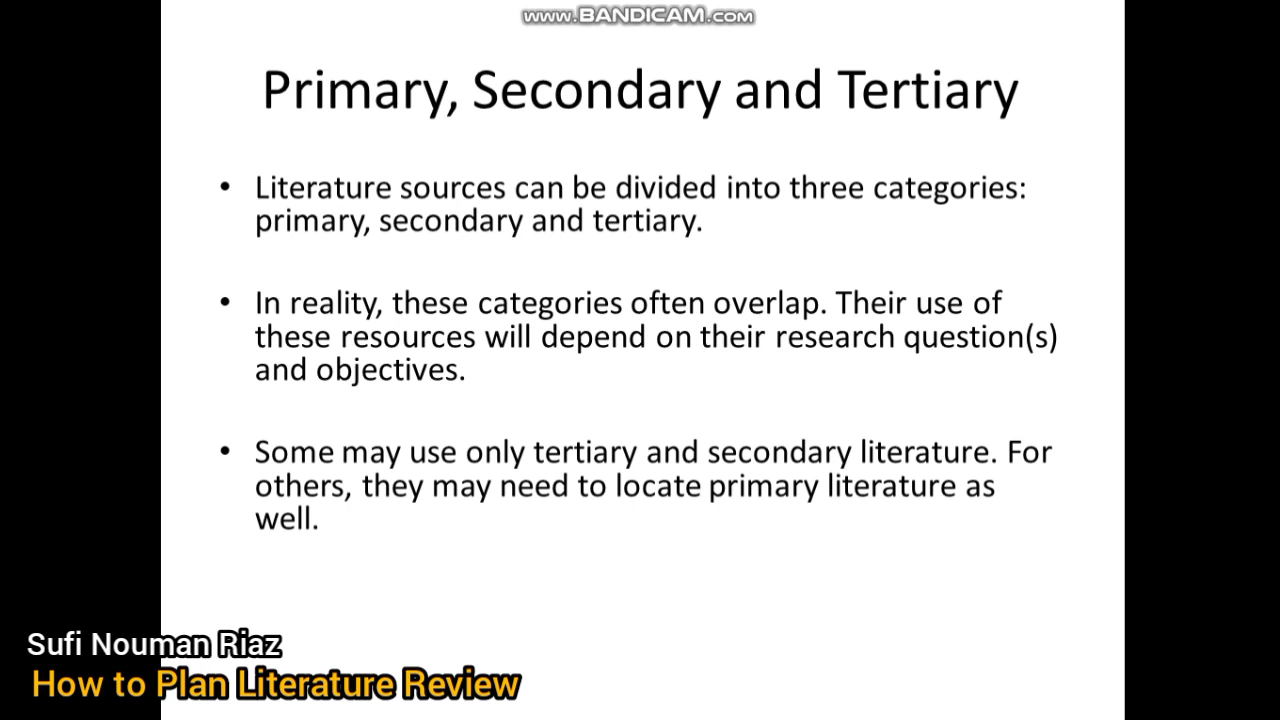 www.BANDICAM.com
Primary, Secondary and Tertiary
• Literature sources can be divided into three categories:
primary, secondary and tertiary.
• In reality, these categories often overlap. Their use of
these resources will depend on their research question(s)
and objectives.
• Some may use only tertiary and secondary literature. For
others, they may need to locate primary literature as
well.
Sufi Nouman Riaz
How to Plan Literature Review